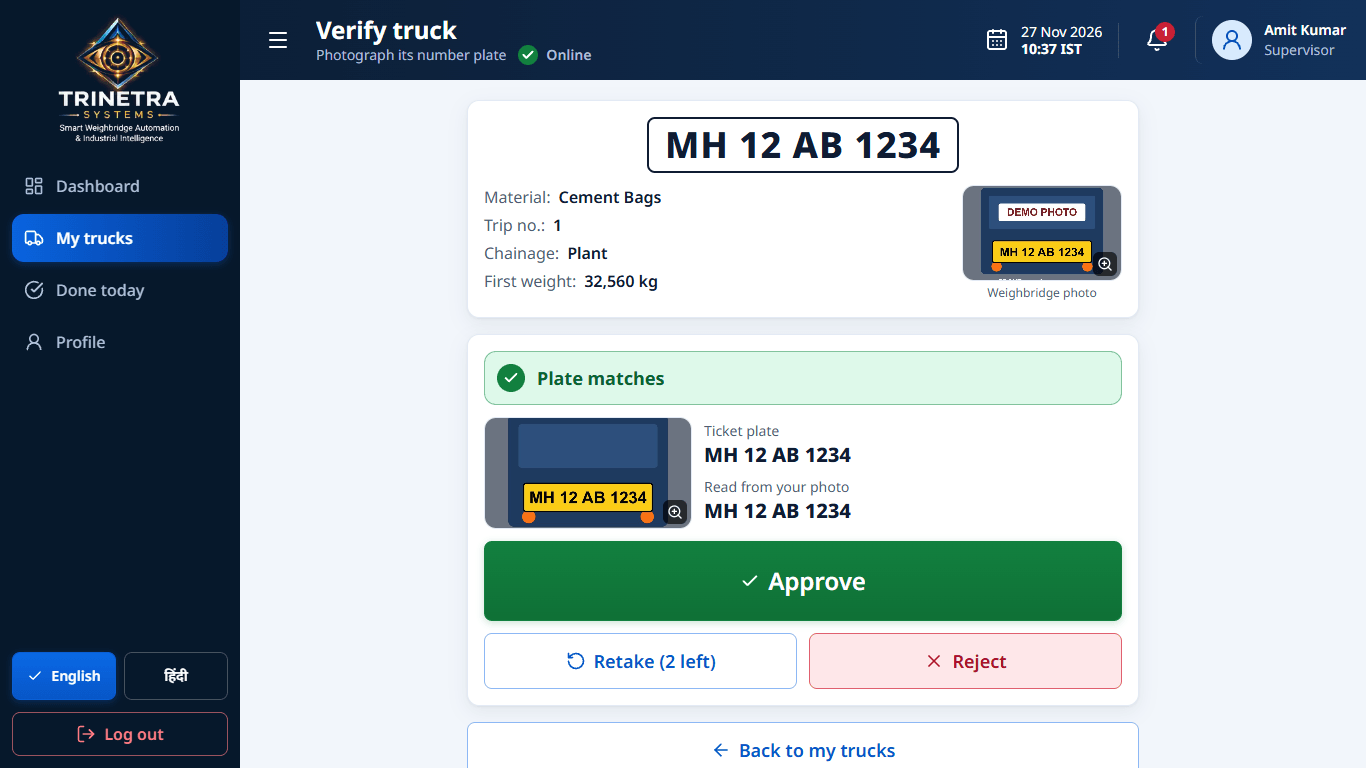 TRINETRA
SYSTEMS
Smart Weighbridge Automation
& Industrial Intelligence
Dashboard
My trucks
Done today
Profile
English
हिंदी
Log out
Verify truck
Photograph its number plate
Online
27 Nov 2026
10:37 IST
1
Amit Kumar
Supervisor
MH 12 AB 1234
Material: Cement Bags
Trip no.: 1
Chainage: Plant
First weight: 32,560 kg
DEMO PHOTO
MH 12 AB 1234
Weighbridge photo
Plate matches
MH 12 AB 1234
Ticket plate
MH 12 AB 1234
Read from your photo
MH 12 AB 1234
Approve
Retake (2 left)
Reject
Back to my trucks